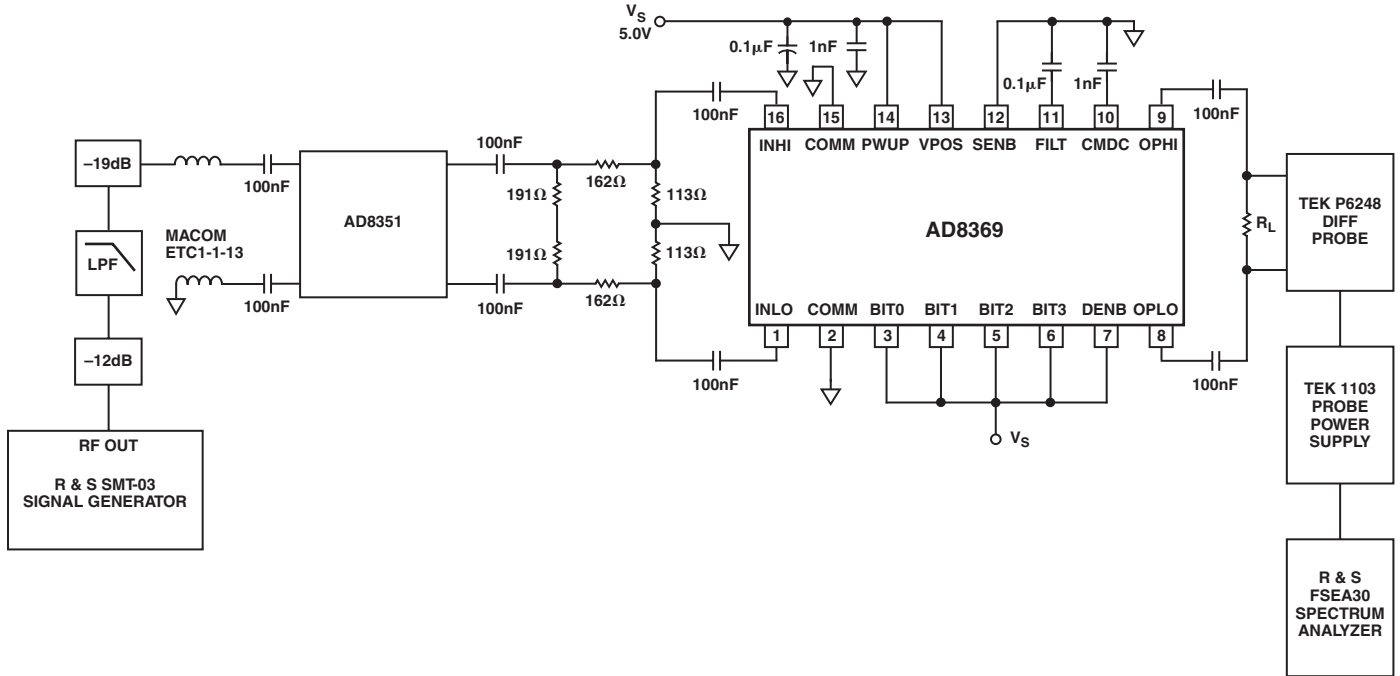 VS
5.0V
0.1µF
1nF
0.1µF
1nF
100nF
16
15
14
13
12
11
10
9
100nF
INHI
COMM
PWUP
VPOS
SENB
FILT
CMDC
OPHI
–19dB
100nF
100nF
191Ω
162Ω
113Ω
AD8351
AD8369
RL
TEK P6248
DIFF
PROBE
MACOM
ETC1-1-13
LPF
191Ω
113Ω
100nF
100nF
162Ω
INLO
COMM
BIT0
BIT1
BIT2
BIT3
DENB
OPLO
1
2
3
4
5
6
7
8
–12dB
100nF
100nF
VS
TEK 1103
PROBE
POWER
SUPPLY
RF OUT
R & S SMT-03
SIGNAL GENERATOR
R & S
FSEA30
SPECTRUM
ANALYZER